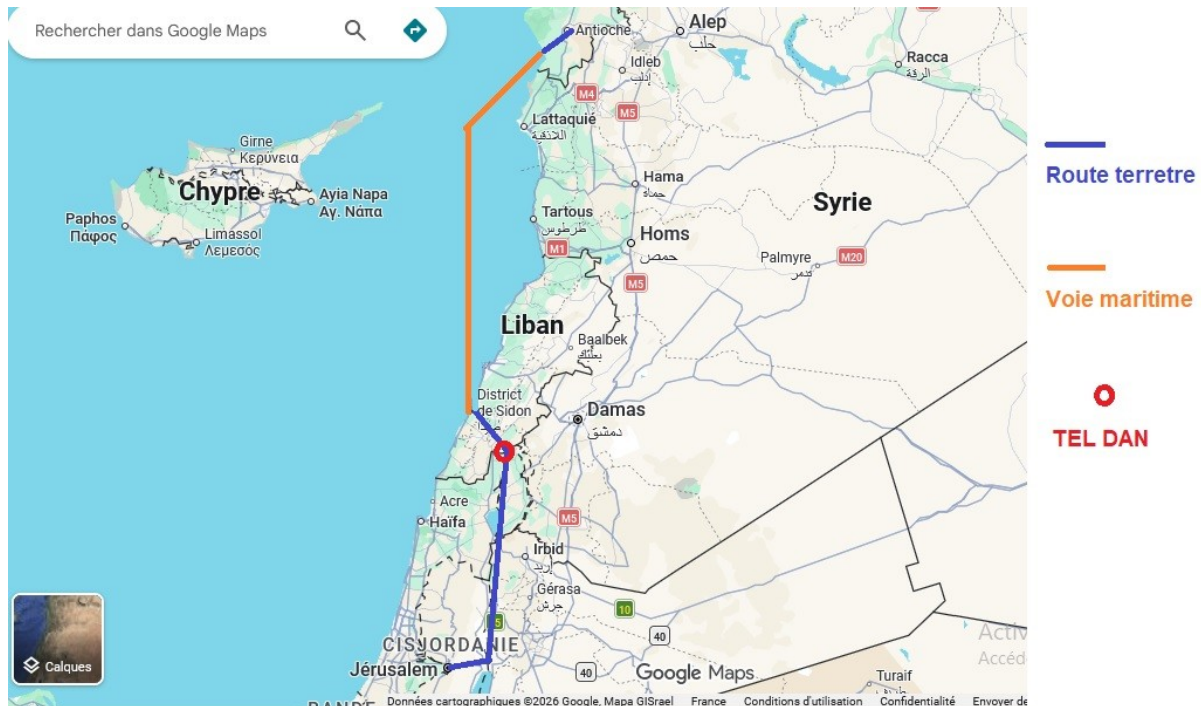 Rechercher dans Google Maps
Antioche
Alep
حلب
Idleb
إدلب
Racca
الرقة
M4
M5
Lattaquié
اللاذقية
Girne
Κερύνεια
Chypre
Ayia Napa
Αγ. Νάπα
Paphos
Πάφος
Limassol
Λεμεσός
Hama
حماة
Syrie
Tartous
طرطوس
M1
Homs
حمص
Palmyre
تدمر
M20
M5
Liban
Baalbek
بعلبك
District
de Sidon
صيدا
Damas
دمشق
Acre
Haïfa
M5
Irbid
إربد
Gérasa
جرش
10
40
CISJORDANIE
Jérusalem
40
Google Maps
Turaif
Calques
Données cartographiques ©2026 Google, Mapa GISrael France Conditions d'utilisation Confidentialité Envoyer de
Route terretre
Voie maritime
TEL DAN